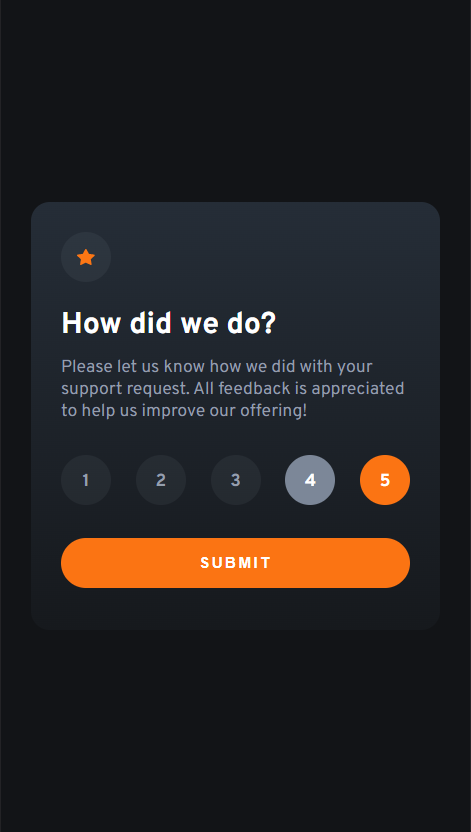 How did we do?
Please let us know how we did with your
support request. All feedback is appreciated
to help us improve our offering!
1 2 3 4 5
SUBMIT